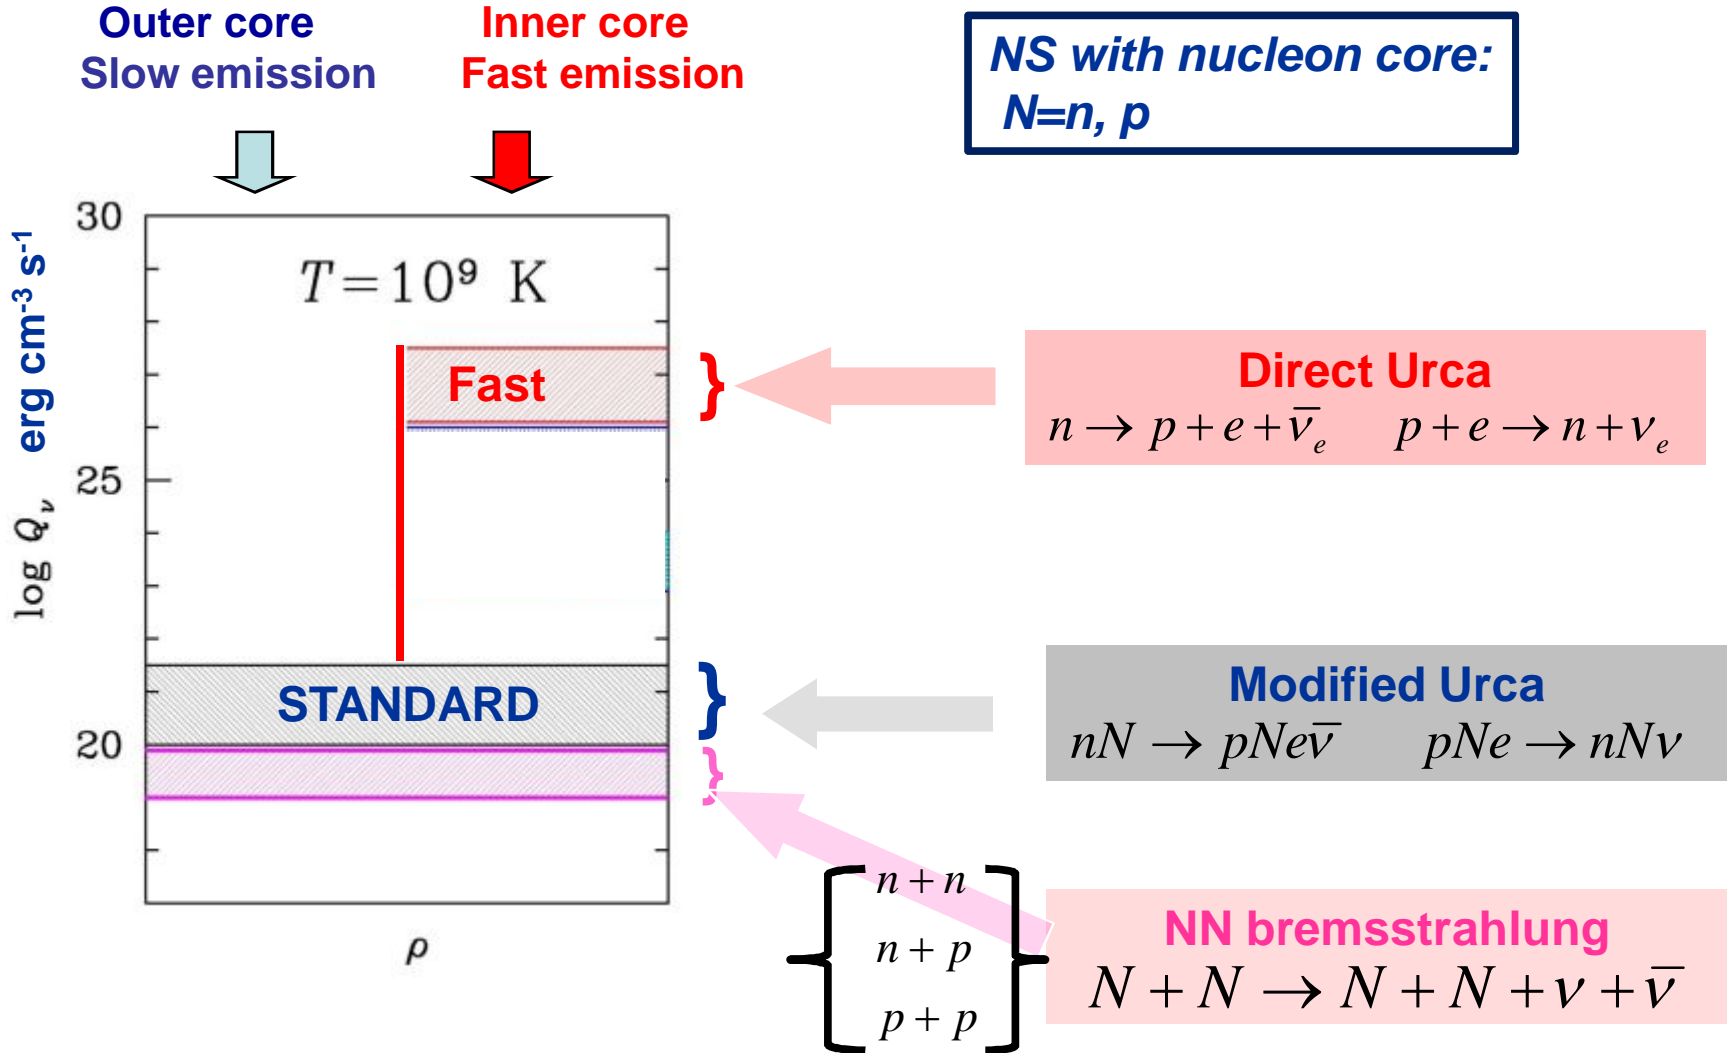 Outer core
Slow emission
Inner core
Fast emission
NS with nucleon core:
N=n, p
30
25
20
log Q_ν erg cm^-3 s^-1
T=10⁹ K
Fast
STANDARD
ρ
Direct Urca
n → p + e + ν̄_e p + e → n + ν_e
Modified Urca
nN → pNeν̄ pNe → nNν
n + n
n + p
p + p
NN bremsstrahlung
N + N → N + N + ν + ν̄